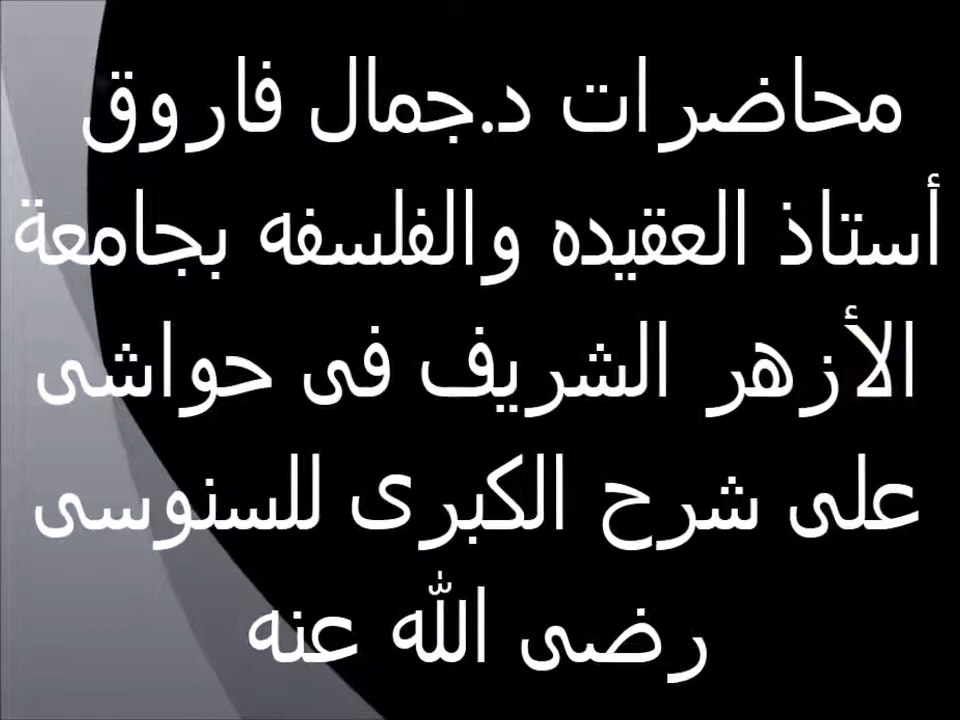 محاضرات د.جمال فاروق
أستاذ العقيده والفلسفه بجامعة
الأزهر الشريف فى حواشى
على شرح الكبرى للسنوسى
رضى الله عنه